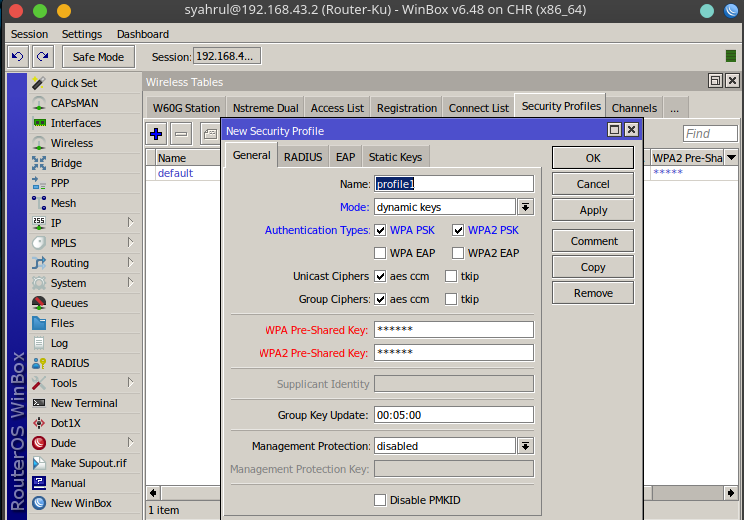 syahrul@192.168.43.2 (Router-Ku) - WinBox v6.48 on CHR (x86_64)
Session Settings Dashboard
Safe Mode Session: 192.168.4...
RouterOS WinBox
Quick Set
CAPsMAN
Interfaces
Wireless
Bridge
PPP
Mesh
IP
MPLS
Routing
System
Queues
Files
Log
RADIUS
Tools
New Terminal
Dot1X
Dude
Make Supout.rif
Manual
New WinBox
Wireless Tables
W60G Station Nstreme Dual Access List Registration Connect List Security Profiles Channels ...
Find
Name WPA2 Pre-Sha
default *****
1 item
New Security Profile
General RADIUS EAP Static Keys
Name: profile1
Mode: dynamic keys
Authentication Types: WPA PSK WPA2 PSK
WPA EAP WPA2 EAP
Unicast Ciphers aes ccm tkip
Group Ciphers: aes ccm tkip
WPA Pre-Shared Key: ******
WPA2 Pre-Shared Key: ******
Supplicant Identity
Group Key Update: 00:05:00
Management Protection: disabled
Management Protection Key:
Disable PMKID
OK
Cancel
Apply
Comment
Copy
Remove